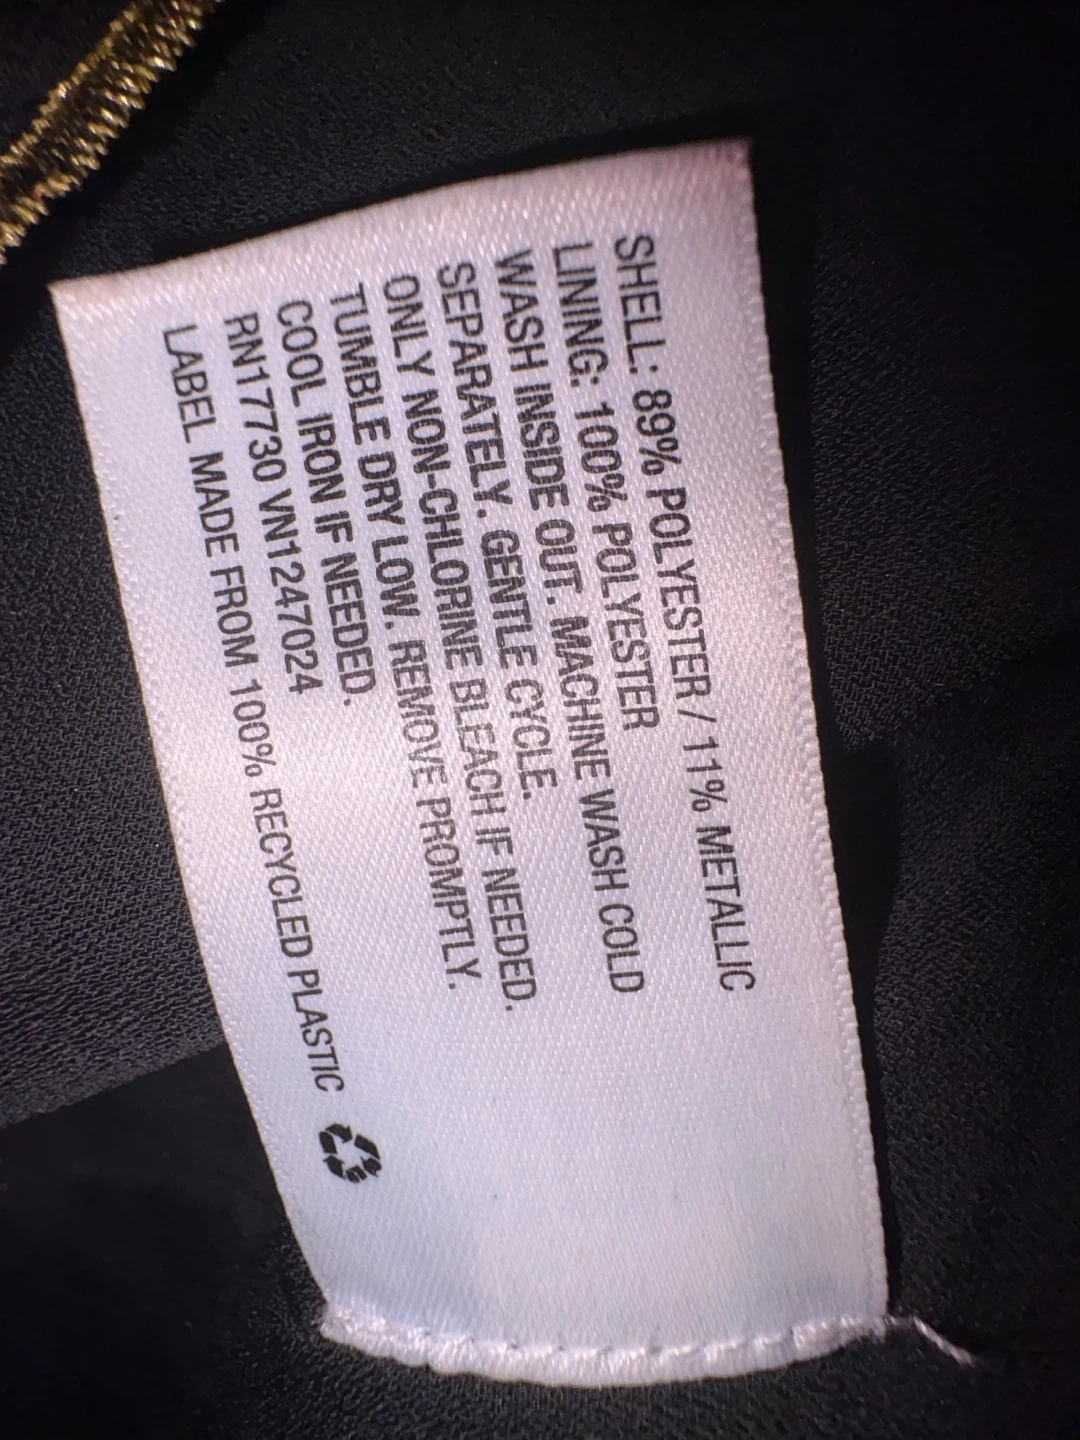 SHELL: 89% POLYESTER / 11% METALLIC
LINING: 100% POLYESTER
WASH INSIDE OUT. MACHINE WASH COLD
SEPARATELY. GENTLE CYCLE.
ONLY NON-CHLORINE BLEACH IF NEEDED.
TUMBLE DRY LOW. REMOVE PROMPTLY.
COOL IRON IF NEEDED.
RN17730 VN1247024
LABEL MADE FROM 100% RECYCLED PLASTIC